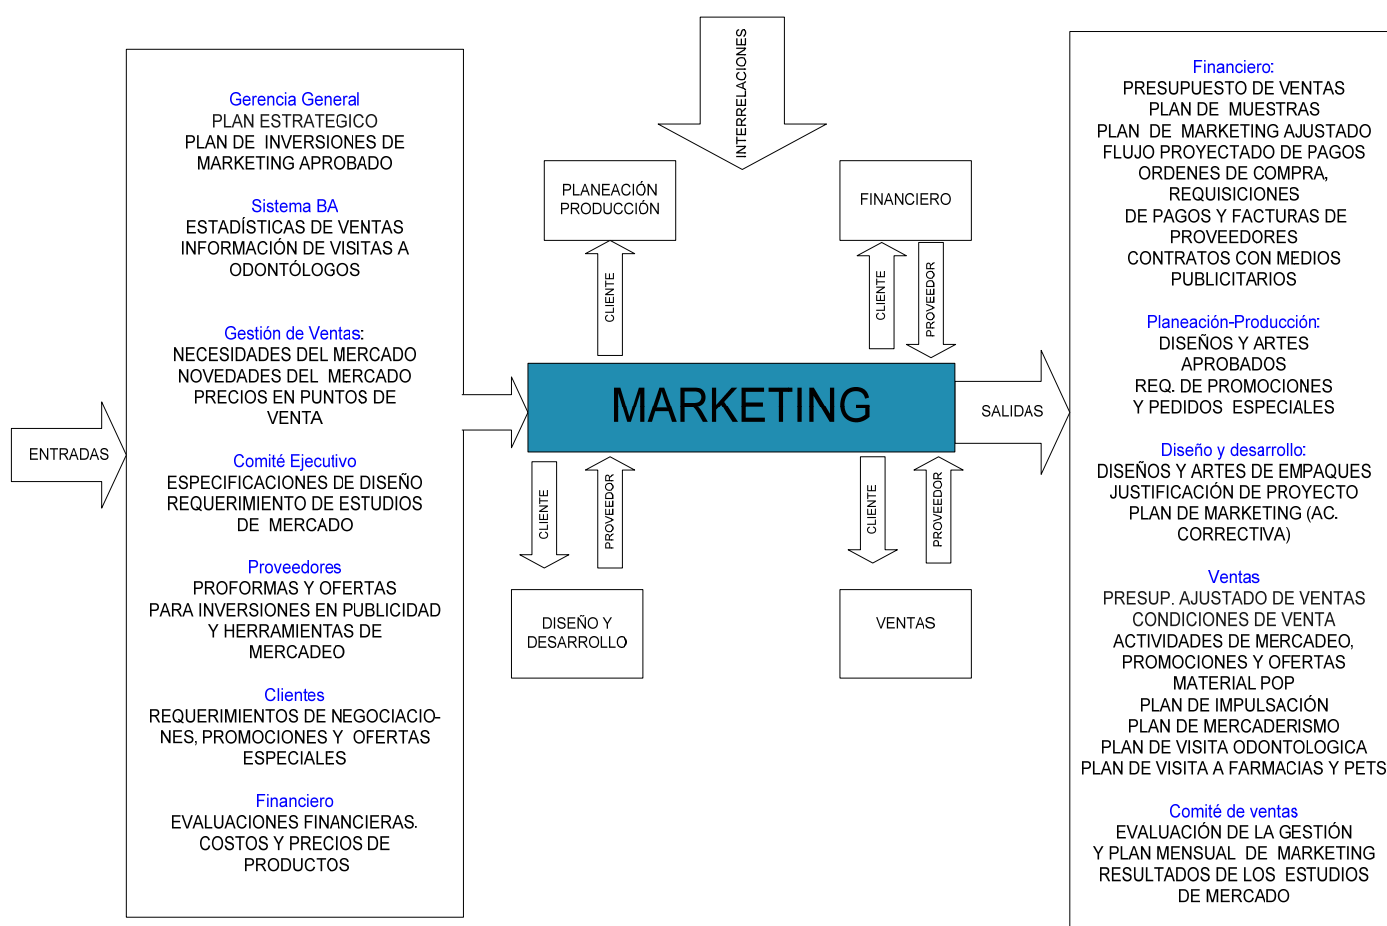 ENTRADAS
Gerencia General
PLAN ESTRATEGICO
PLAN DE INVERSIONES DE
MARKETING APROBADO
Sistema BA
ESTADÍSTICAS DE VENTAS
INFORMACIÓN DE VISITAS A
ODONTÓLOGOS
Gestión de Ventas:
NECESIDADES DEL MERCADO
NOVEDADES DEL MERCADO
PRECIOS EN PUNTOS DE
VENTA
Comité Ejecutivo
ESPECIFICACIONES DE DISEÑO
REQUERIMIENTO DE ESTUDIOS
DE MERCADO
Proveedores
PROFORMAS Y OFERTAS
PARA INVERSIONES EN PUBLICIDAD
Y HERRAMIENTAS DE
MERCADEO
Clientes
REQUERIMIENTOS DE NEGOCIACIO-
NES, PROMOCIONES Y OFERTAS
ESPECIALES
Financiero
EVALUACIONES FINANCIERAS.
COSTOS Y PRECIOS DE
PRODUCTOS
INTERRELACIONES
PLANEACIÓN
PRODUCCIÓN
FINANCIERO
CLIENTE
CLIENTE
PROVEEDOR
MARKETING
CLIENTE
PROVEEDOR
CLIENTE
PROVEEDOR
DISEÑO Y
DESARROLLO
VENTAS
SALIDAS
Financiero:
PRESUPUESTO DE VENTAS
PLAN DE MUESTRAS
PLAN DE MARKETING AJUSTADO
FLUJO PROYECTADO DE PAGOS
ORDENES DE COMPRA,
REQUISICIONES
DE PAGOS Y FACTURAS DE
PROVEEDORES
CONTRATOS CON MEDIOS
PUBLICITARIOS
Planeación-Producción:
DISEÑOS Y ARTES
APROBADOS
REQ. DE PROMOCIONES
Y PEDIDOS ESPECIALES
Diseño y desarrollo:
DISEÑOS Y ARTES DE EMPAQUES
JUSTIFICACIÓN DE PROYECTO
PLAN DE MARKETING (AC.
CORRECTIVA)
Ventas
PRESUP. AJUSTADO DE VENTAS
CONDICIONES DE VENTA
ACTIVIDADES DE MERCADEO,
PROMOCIONES Y OFERTAS
MATERIAL POP
PLAN DE IMPULSACIÓN
PLAN DE MERCADERISMO
PLAN DE VISITA ODONTOLOGICA
PLAN DE VISITA A FARMACIAS Y PETS
Comité de ventas
EVALUACIÓN DE LA GESTIÓN
Y PLAN MENSUAL DE MARKETING
RESULTADOS DE LOS ESTUDIOS
DE MERCADO